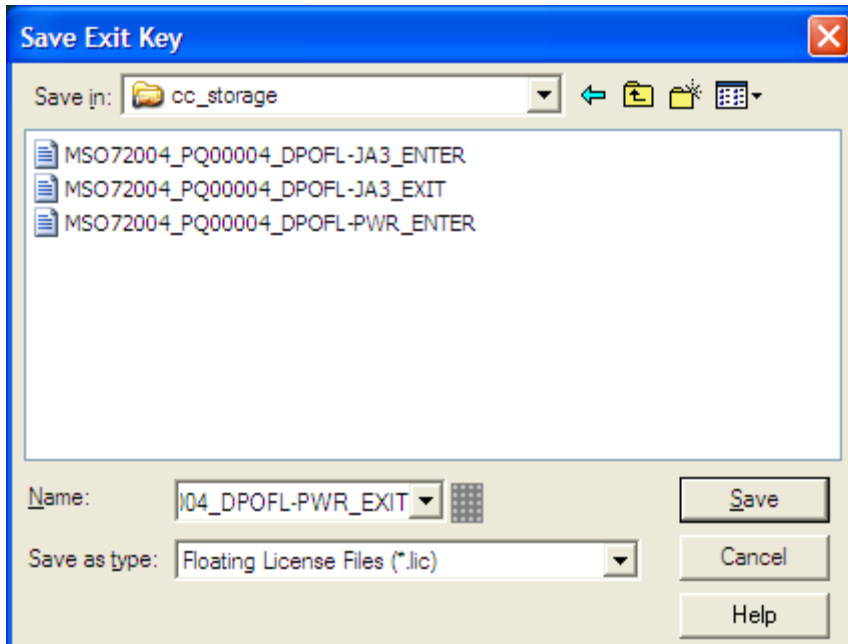 Save Exit Key
Save in: cc_storage
MSO72004_PQ00004_DPOFL-JA3_ENTER
MSO72004_PQ00004_DPOFL-JA3_EXIT
MSO72004_PQ00004_DPOFL-PWR_ENTER
Name: )04_DPOFL-PWR_EXIT Save
Save as type: Floating License Files (*.lic) Cancel
Help